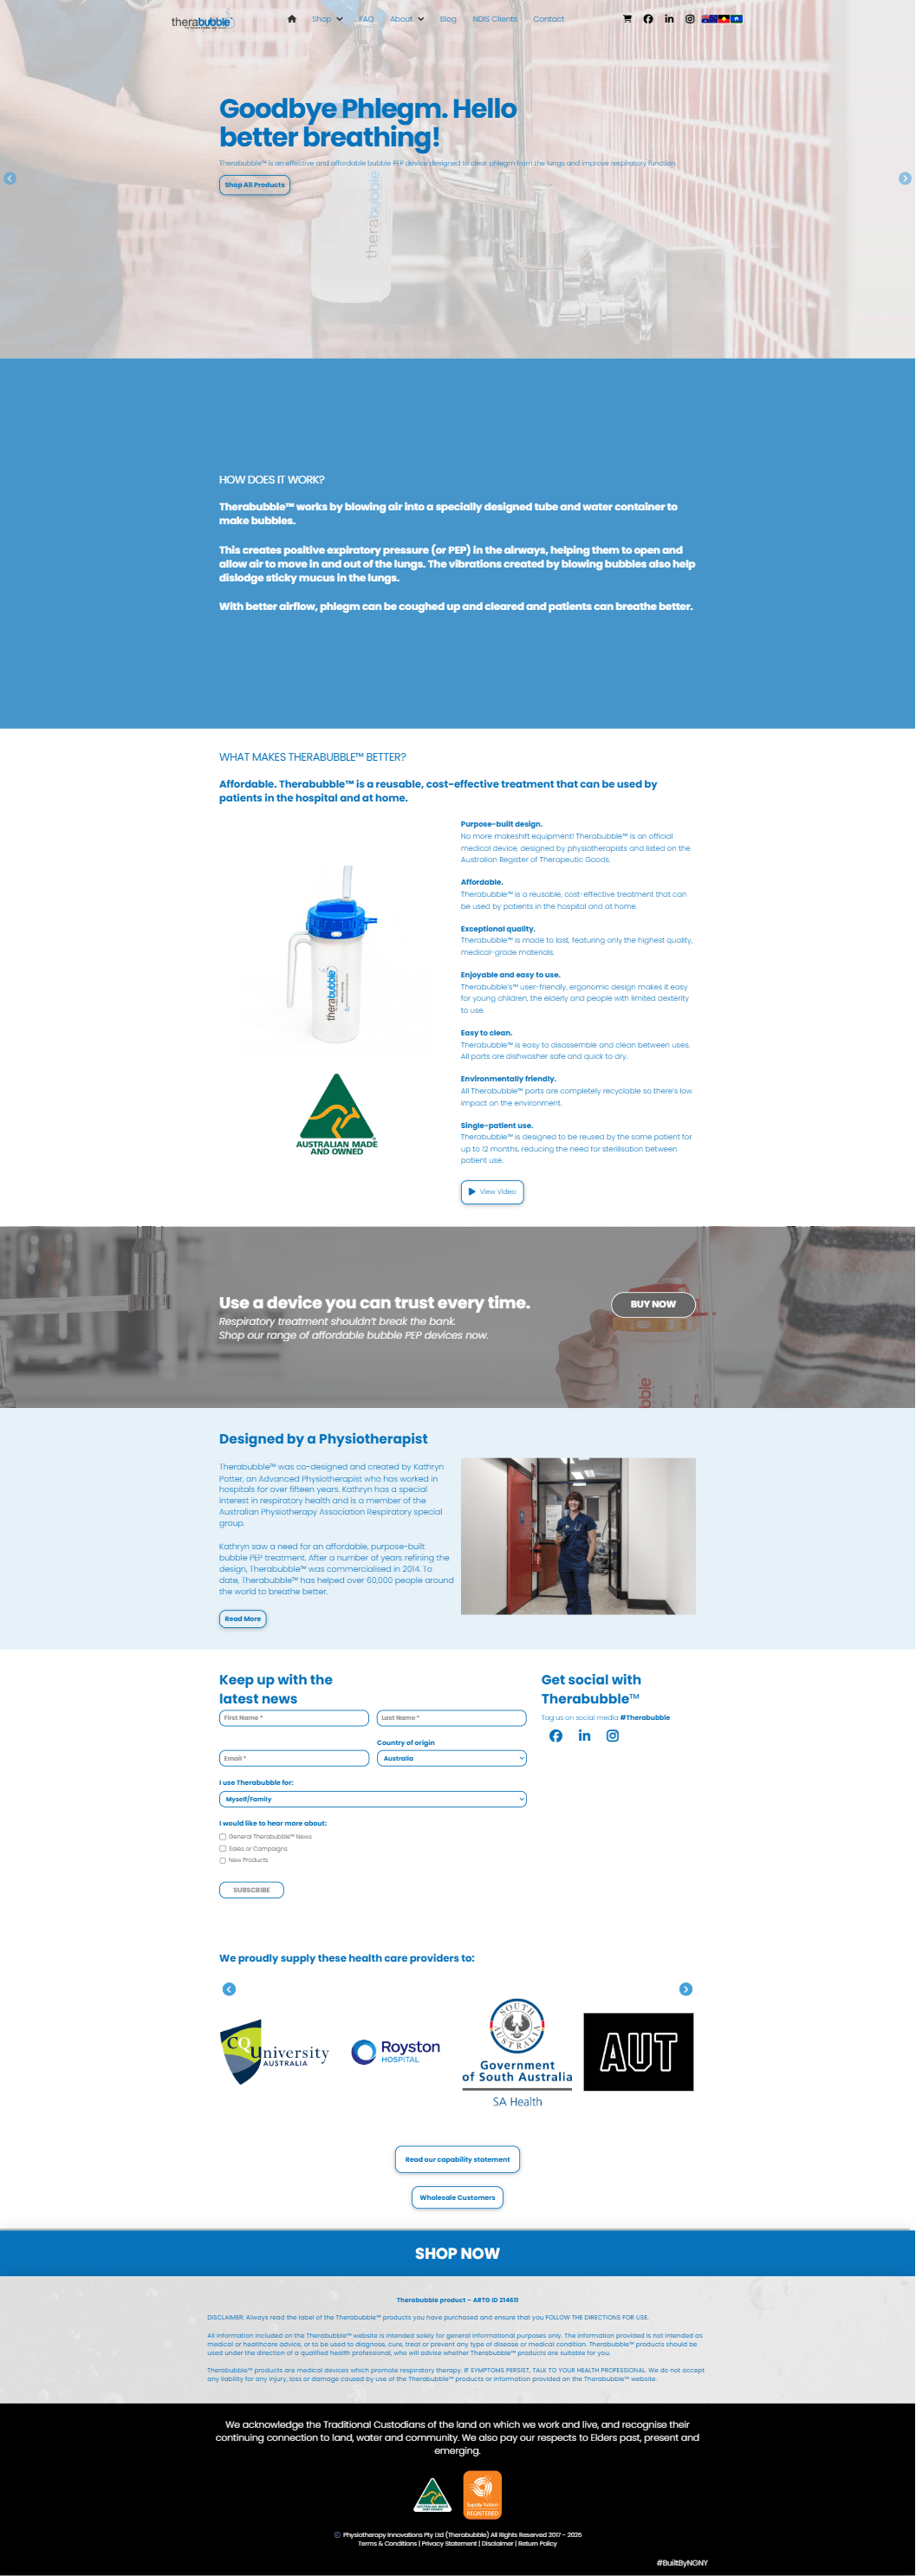 therabubble™
Shop
FAQ
About
Blog
NDIS Clients
Contact
Goodbye Phlegm. Hello
better breathing!
Therabubble™ is an effective and affordable bubble PEP device designed to clear phlegm from the lungs and improve respiratory function.
Shop All Products
therabubble
HOW DOES IT WORK?
Therabubble™ works by blowing air into a specially designed tube and water container to
make bubbles.
This creates positive expiratory pressure (or PEP) in the airways, helping them to open and
allow air to move in and out of the lungs. The vibrations created by blowing bubbles also help
dislodge sticky mucus in the lungs.
With better airflow, phlegm can be coughed up and cleared and patients can breathe better.
WHAT MAKES THERABUBBLE™ BETTER?
Affordable. Therabubble™ is a reusable, cost-effective treatment that can be used by
patients in the hospital and at home.
therabubble
AUSTRALIAN MADE
AND OWNED
Purpose-built design.
No more makeshift equipment! Therabubble™ is an official
medical device, designed by physiotherapists and listed on the
Australian Register of Therapeutic Goods.
Affordable.
Therabubble™ is a reusable, cost-effective treatment that can
be used by patients in the hospital and at home.
Exceptional quality.
Therabubble™ is made to last, featuring only the highest quality,
medical-grade materials.
Enjoyable and easy to use.
Therabubble's™ user-friendly, ergonomic design makes it easy
for young children, the elderly and people with limited dexterity
to use.
Easy to clean.
Therabubble™ is easy to disassemble and clean between uses.
All parts are dishwasher safe and quick to dry.
Environmentally friendly.
All Therabubble™ parts are completely recyclable so there's low
impact on the environment.
Single-patient use.
Therabubble™ is designed to be reused by the same patient for
up to 12 months, reducing the need for sterilisation between
patient use.
View Video
Use a device you can trust every time.
Respiratory treatment shouldn't break the bank.
Shop our range of affordable bubble PEP devices now.
BUY NOW
bubble
Designed by a Physiotherapist
Therabubble™ was co-designed and created by Kathryn
Potter, an Advanced Physiotherapist who has worked in
hospitals for over fifteen years. Kathryn has a special
interest in respiratory health and is a member of the
Australian Physiotherapy Association Respiratory special
group.
Kathryn saw a need for an affordable, purpose-built
bubble PEP treatment. After a number of years refining the
design, Therabubble™ was commercialised in 2014. To
date, Therabubble™ has helped over 60,000 people around
the world to breathe better.
Read More
Keep up with the
latest news
First Name *
Last Name *
Country of origin
Email *
Australia
I use Therabubble for:
Myself/Family
I would like to hear more about:
General Therabubble™ News
Sales or Campaigns
New Products
SUBSCRIBE
Get social with
Therabubble™
Tag us on social media #Therabubble
We proudly supply these health care providers to:
CQUniversity
AUSTRALIA
Royston
HOSPITAL
SOUTH AUSTRALIA
Government
of South Australia
SA Health
AUT
Read our capability statement
Wholesale Customers
SHOP NOW
Therabubble product – ARTG ID 214611
DISCLAIMER: Always read the label of the Therabubble™ products you have purchased and ensure that you FOLLOW THE DIRECTIONS FOR USE.
All information included on the Therabubble™ website is intended solely for general informational purposes only. The information provided is not intended as
medical or healthcare advice, or to be used to diagnose, cure, treat or prevent any type of disease or medical condition. Therabubble™ products should be
used under the direction of a qualified health professional, who will advise whether Therabubble™ products are suitable for you.
Therabubble™ products are medical devices which promote respiratory therapy. IF SYMPTOMS PERSIST, TALK TO YOUR HEALTH PROFESSIONAL. We do not accept
any liability for any injury, loss or damage caused by use of the Therabubble™ products or information provided on the Therabubble™ website.
We acknowledge the Traditional Custodians of the land on which we work and live, and recognise their
continuing connection to land, water and community. We also pay our respects to Elders past, present and
emerging.
Supply Nation
REGISTERED
© Physiotherapy Innovations Pty Ltd (Therabubble) All Rights Reserved 2017 - 2025
Terms & Conditions | Privacy Statement | Disclaimer | Return Policy
#BuiltByNGNY